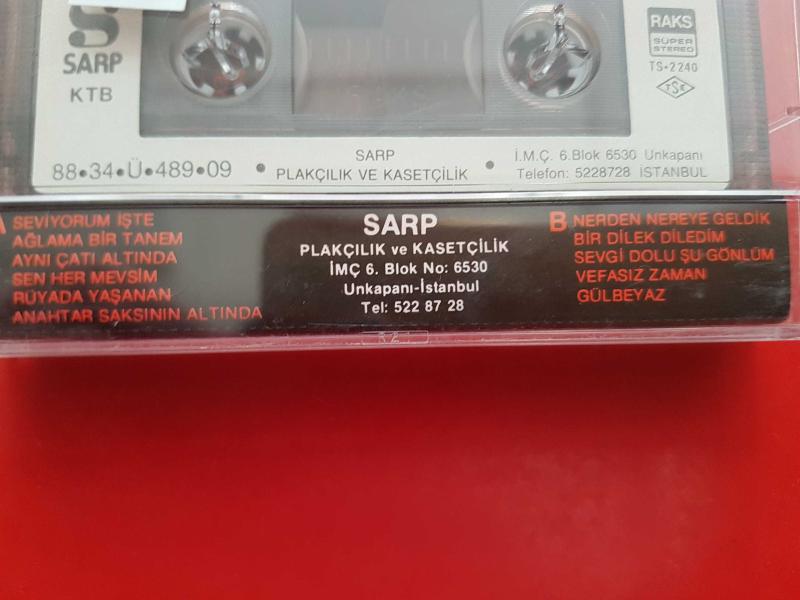 S
SARP
KTB
RAKS
SÜPER
STEREO
TS•2240
TSE
88•34•Ü•489•09
SARP
PLAKÇILIK VE KASETÇİLİK
İ.M.Ç. 6.Blok 6530 Unkapanı
Telefon: 5228728 İSTANBUL
A SEVİYORUM İŞTE
AĞLAMA BİR TANEM
AYNI ÇATI ALTINDA
SEN HER MEVSİM
RÜYADA YAŞANAN
ANAHTAR SAKSININ ALTINDA
SARP
PLAKÇILIK ve KASETÇİLİK
İMÇ 6. Blok No: 6530
Unkapanı-İstanbul
Tel: 522 87 28
B NERDEN NEREYE GELDİK
BİR DİLEK DİLEDİM
SEVGİ DOLU ŞU GÖNLÜM
VEFASIZ ZAMAN
GÜLBEYAZ